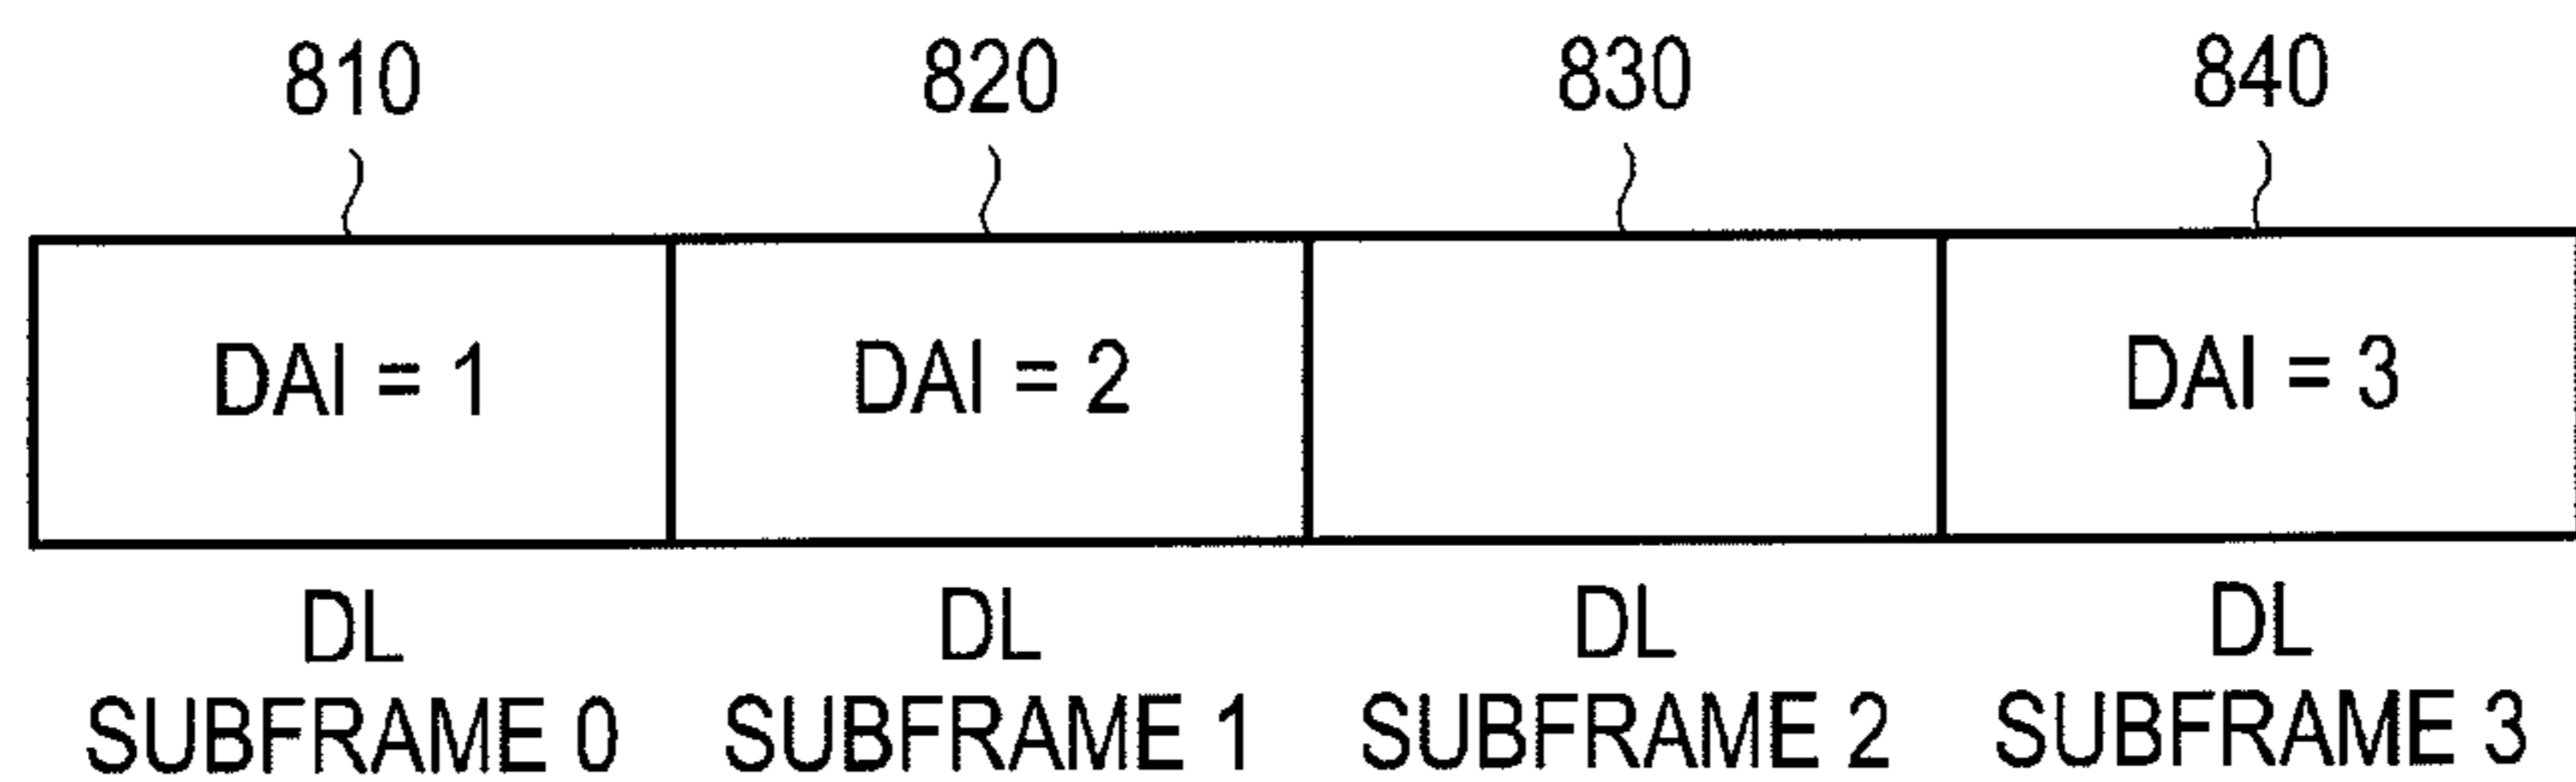 810 820 830 840
DAI = 1 DAI = 2 DAI = 3
DL DL DL DL
SUBFRAME 0 SUBFRAME 1 SUBFRAME 2 SUBFRAME 3